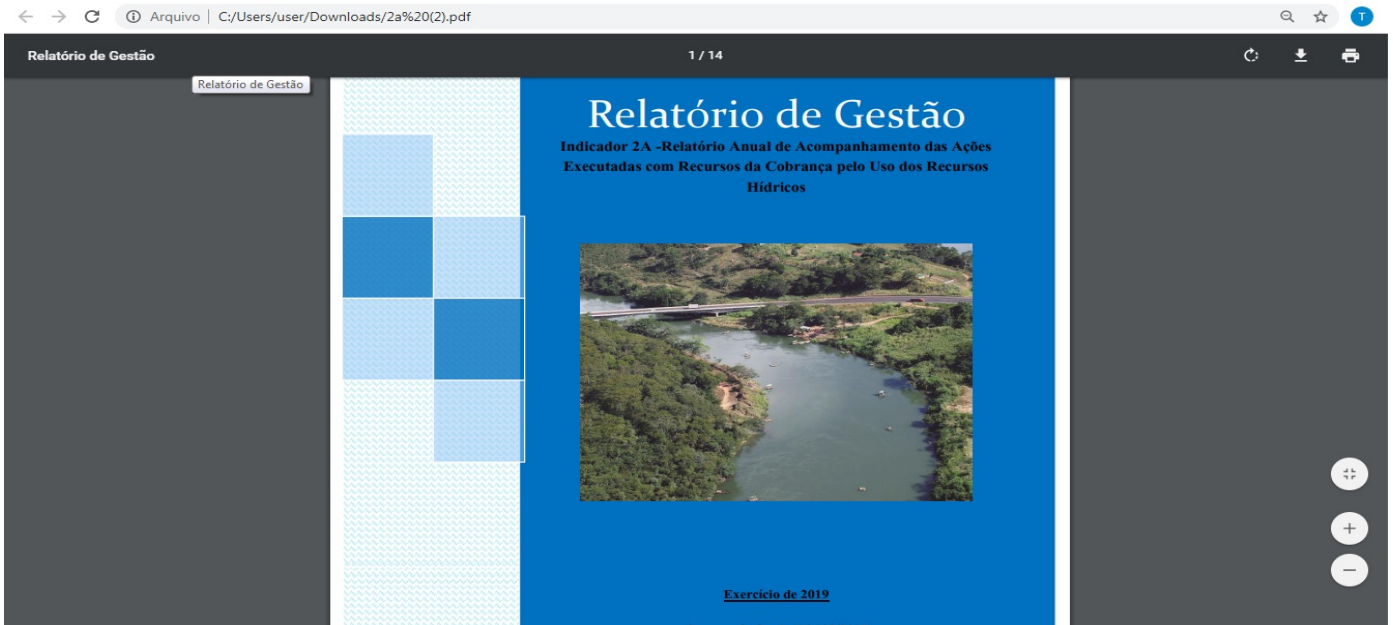 Arquivo | C:/Users/user/Downloads/2a%20(2).pdf
T
Relatório de Gestão
1 / 14
Relatório de Gestão
Relatório de Gestão
Indicador 2A -Relatório Anual de Acompanhamento das Ações
Executadas com Recursos da Cobrança pelo Uso dos Recursos
Hídricos
Exercício de 2019